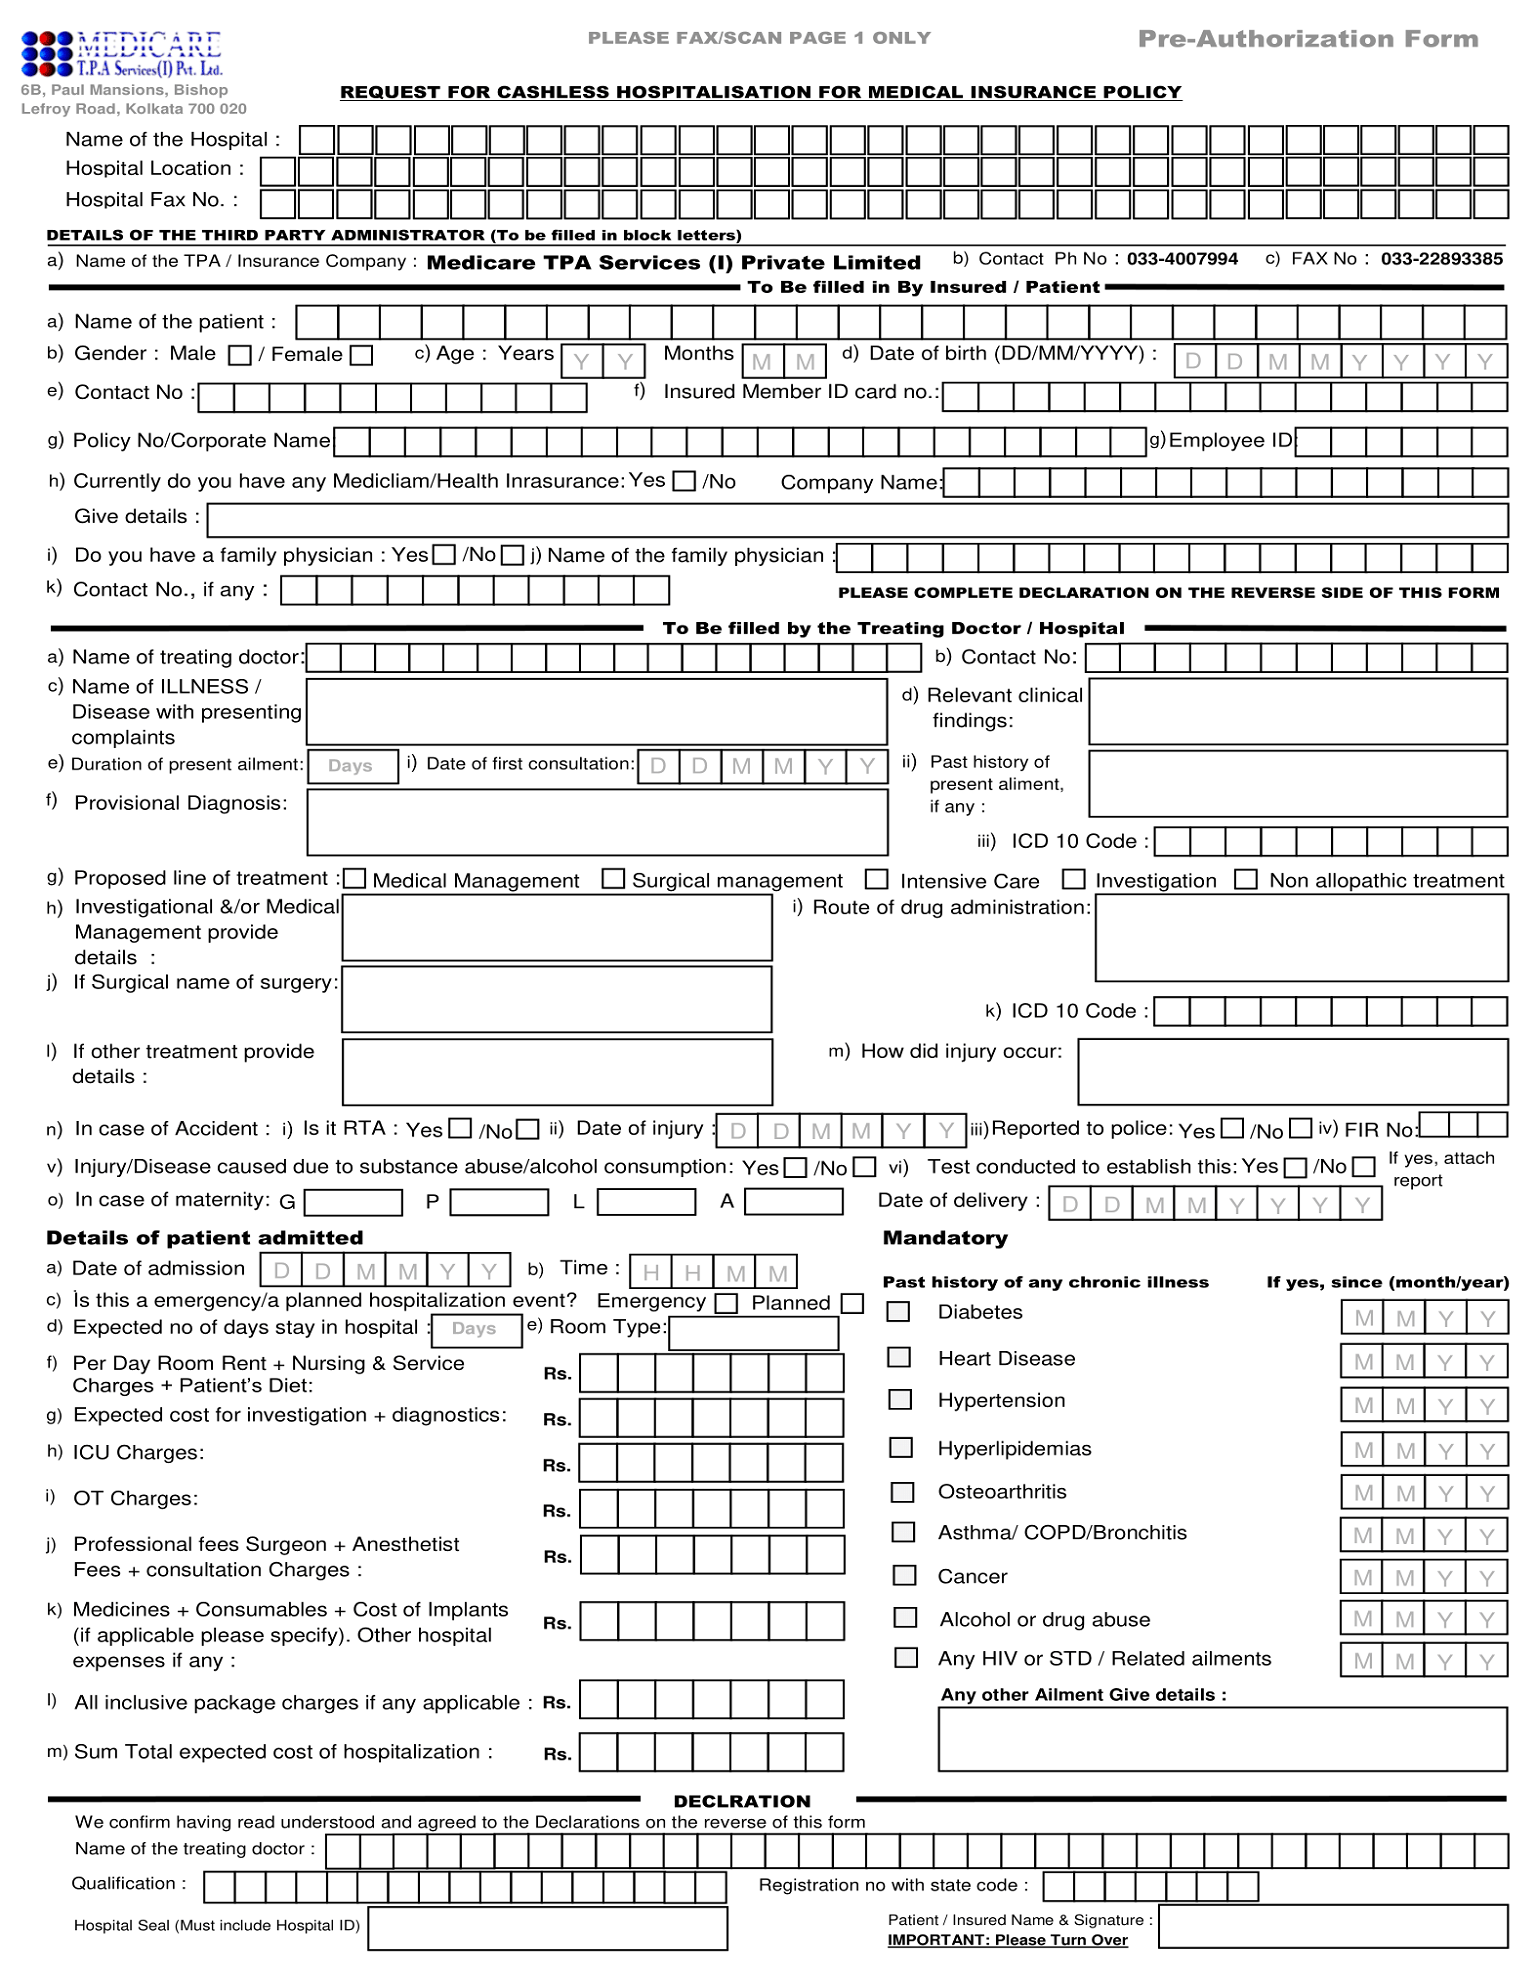 MEDICARE
T.P.A Services(I) Pvt. Ltd.
6B, Paul Mansions, Bishop
Lefroy Road, Kolkata 700 020
PLEASE FAX/SCAN PAGE 1 ONLY
Pre-Authorization Form
REQUEST FOR CASHLESS HOSPITALISATION FOR MEDICAL INSURANCE POLICY
Name of the Hospital :
Hospital Location :
Hospital Fax No. :
DETAILS OF THE THIRD PARTY ADMINISTRATOR (To be filled in block letters)
a) Name of the TPA / Insurance Company : Medicare TPA Services (I) Private Limited b) Contact Ph No : 033-4007994 c) FAX No : 033-22893385
To Be filled in By Insured / Patient
a) Name of the patient :
b) Gender : Male / Female c) Age : Years Y Y Months M M d) Date of birth (DD/MM/YYYY) : D D M M Y Y Y Y
e) Contact No : f) Insured Member ID card no.:
g) Policy No/Corporate Name g) Employee ID:
h) Currently do you have any Medicliam/Health Inrasurance: Yes /No Company Name:
Give details :
i) Do you have a family physician : Yes /No j) Name of the family physician :
k) Contact No., if any : PLEASE COMPLETE DECLARATION ON THE REVERSE SIDE OF THIS FORM
To Be filled by the Treating Doctor / Hospital
a) Name of treating doctor: b) Contact No:
c) Name of ILLNESS /
Disease with presenting
complaints
d) Relevant clinical
findings:
e) Duration of present ailment: Days i) Date of first consultation: D D M M Y Y
ii) Past history of
present aliment,
if any :
f) Provisional Diagnosis:
iii) ICD 10 Code :
g) Proposed line of treatment : Medical Management Surgical management Intensive Care Investigation Non allopathic treatment
h) Investigational &/or Medical
Management provide
details :
i) Route of drug administration:
j) If Surgical name of surgery:
k) ICD 10 Code :
l) If other treatment provide
details :
m) How did injury occur:
n) In case of Accident : i) Is it RTA : Yes /No ii) Date of injury : D D M M Y Y iii) Reported to police: Yes /No iv) FIR No:
v) Injury/Disease caused due to substance abuse/alcohol consumption: Yes /No vi) Test conducted to establish this: Yes /No If yes, attach
report
o) In case of maternity: G P L A Date of delivery : D D M M Y Y Y Y
Details of patient admitted
a) Date of admission D D M M Y Y b) Time : H H M M
c) Is this a emergency/a planned hospitalization event? Emergency Planned
d) Expected no of days stay in hospital : Days e) Room Type:
f) Per Day Room Rent + Nursing & Service
Charges + Patient's Diet: Rs.
g) Expected cost for investigation + diagnostics: Rs.
h) ICU Charges: Rs.
i) OT Charges: Rs.
j) Professional fees Surgeon + Anesthetist
Fees + consultation Charges : Rs.
k) Medicines + Consumables + Cost of Implants
(if applicable please specify). Other hospital
expenses if any : Rs.
l) All inclusive package charges if any applicable : Rs.
m) Sum Total expected cost of hospitalization : Rs.
Mandatory
Past history of any chronic illness If yes, since (month/year)
Diabetes M M Y Y
Heart Disease M M Y Y
Hypertension M M Y Y
Hyperlipidemias M M Y Y
Osteoarthritis M M Y Y
Asthma/ COPD/Bronchitis M M Y Y
Cancer M M Y Y
Alcohol or drug abuse M M Y Y
Any HIV or STD / Related ailments M M Y Y
Any other Ailment Give details :
DECLRATION
We confirm having read understood and agreed to the Declarations on the reverse of this form
Name of the treating doctor :
Qualification : Registration no with state code :
Hospital Seal (Must include Hospital ID) Patient / Insured Name & Signature :
IMPORTANT: Please Turn Over